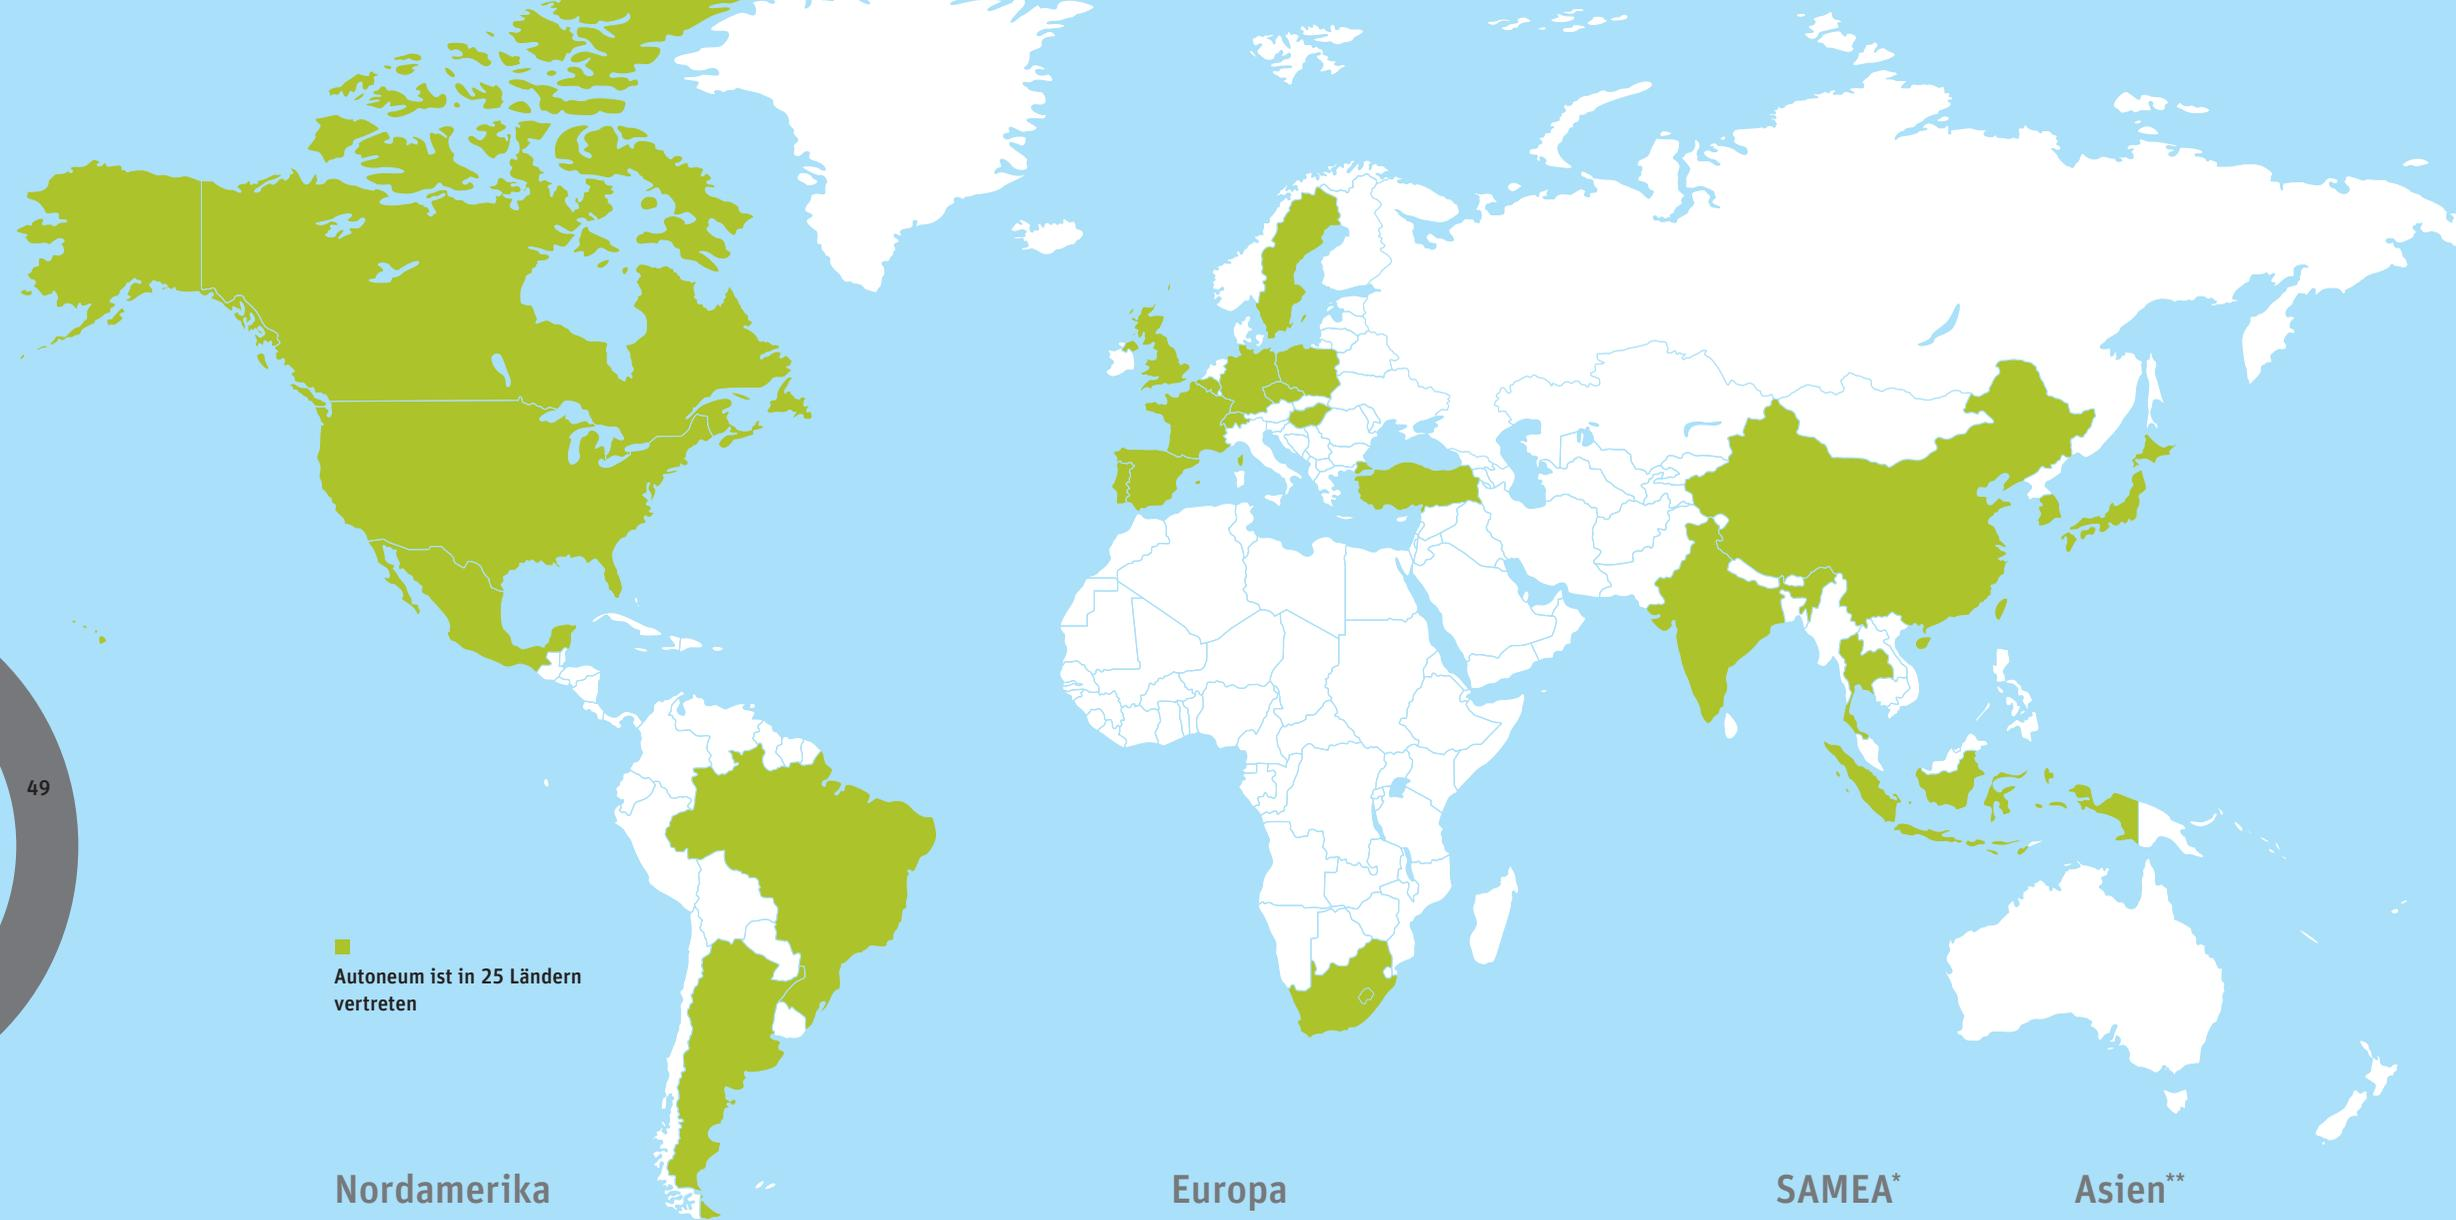 49
Autoneum ist in 25 Ländern
vertreten
Nordamerika
Europa
SAMEA*
Asien**